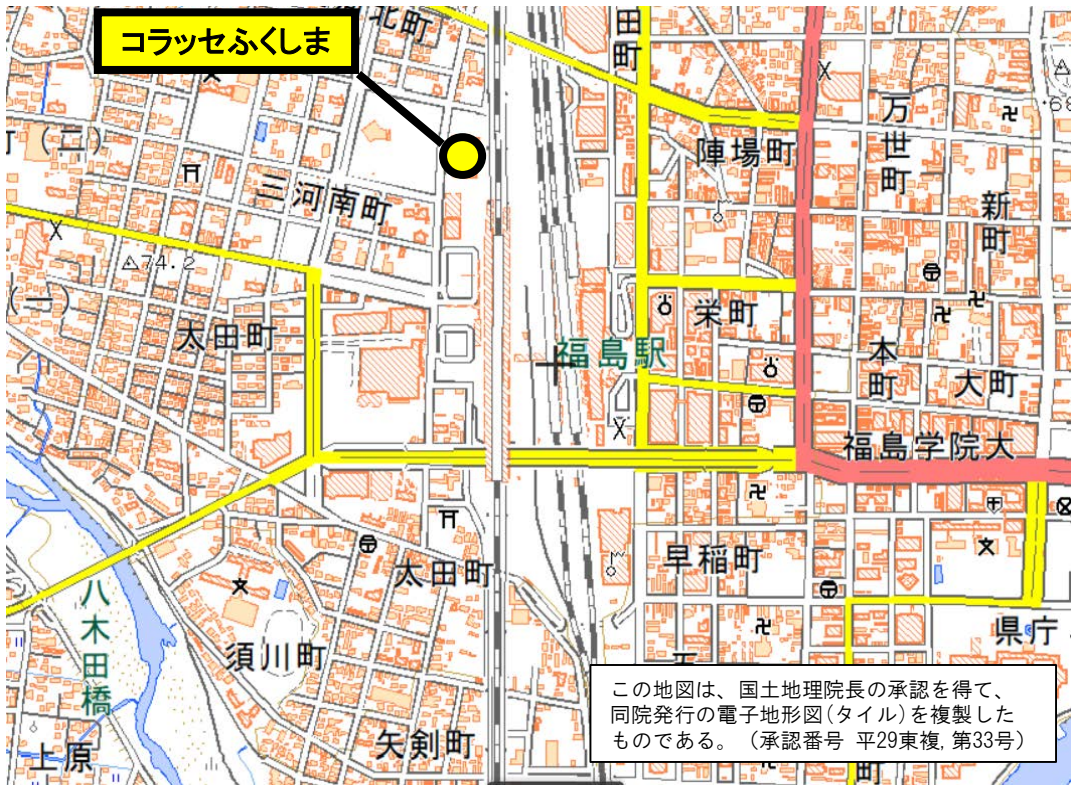 コラッセふくしま
北町
田町
万世町
陣場町
(二)
三河南町
新町
74.2
太田町
栄町
福島駅
本町
大町
福島学院大
早稲町
太田町
八木田橋
須川町
県庁
矢剣町
上原
町
この地図は、国土地理院長の承認を得て、
同院発行の電子地形図(タイル)を複製した
ものである。 (承認番号 平29東複, 第33号)